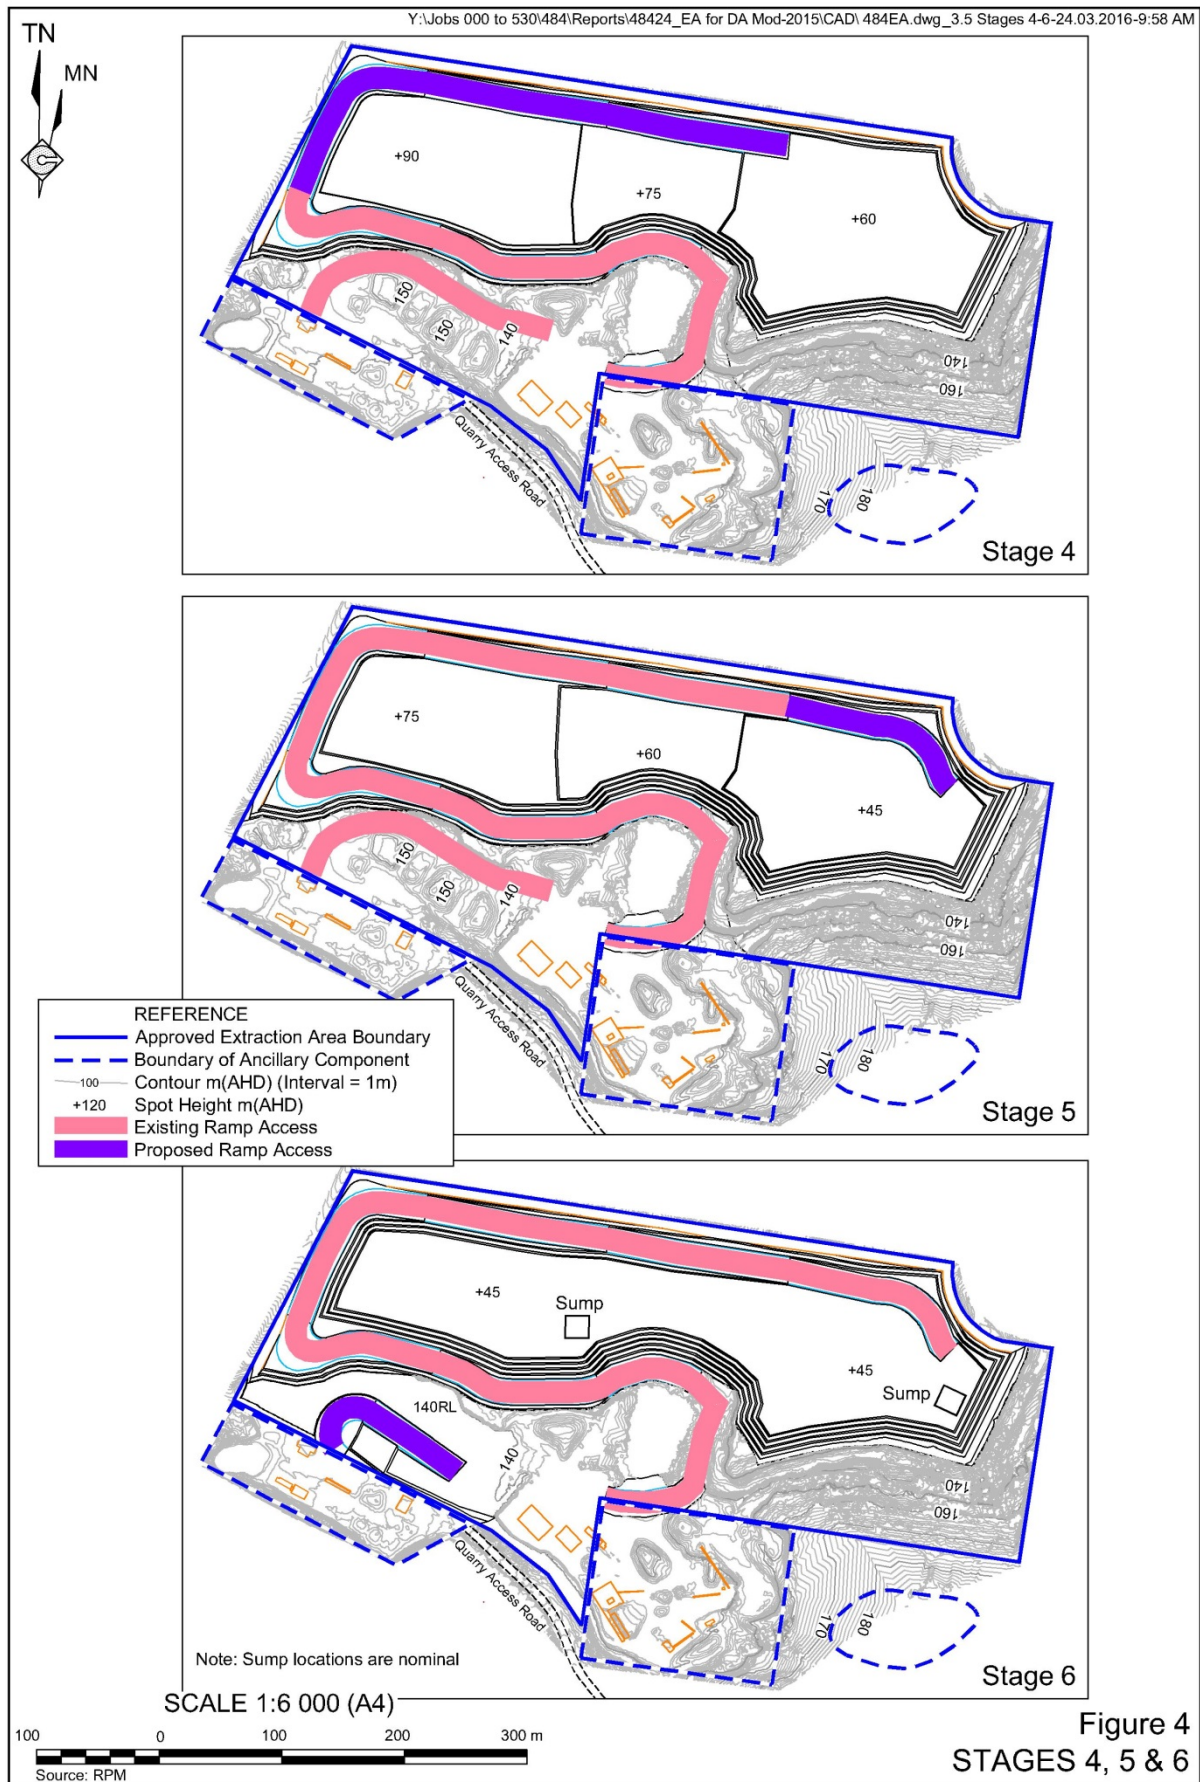 Y:\Jobs 000 to 530\484\Reports\48424_EA for DA Mod-2015\CAD\ 484EA.dwg_3.5 Stages 4-6-24.03.2016-9:58 AM
TN
MN
+90
+75
+60
150
150
140
140
160
170
180
Quarry Access Road
Stage 4
+75
+60
+45
150
150
140
140
160
170
180
Quarry Access Road
Stage 5
REFERENCE
Approved Extraction Area Boundary
Boundary of Ancillary Component
100 Contour m(AHD) (Interval = 1m)
+120 Spot Height m(AHD)
Existing Ramp Access
Proposed Ramp Access
+45
Sump
+45
Sump
140RL
140
140
160
170
180
Quarry Access Road
Note: Sump locations are nominal
Stage 6
SCALE 1:6 000 (A4)
100 0 100 200 300 m
Source: RPM
Figure 4
STAGES 4, 5 & 6